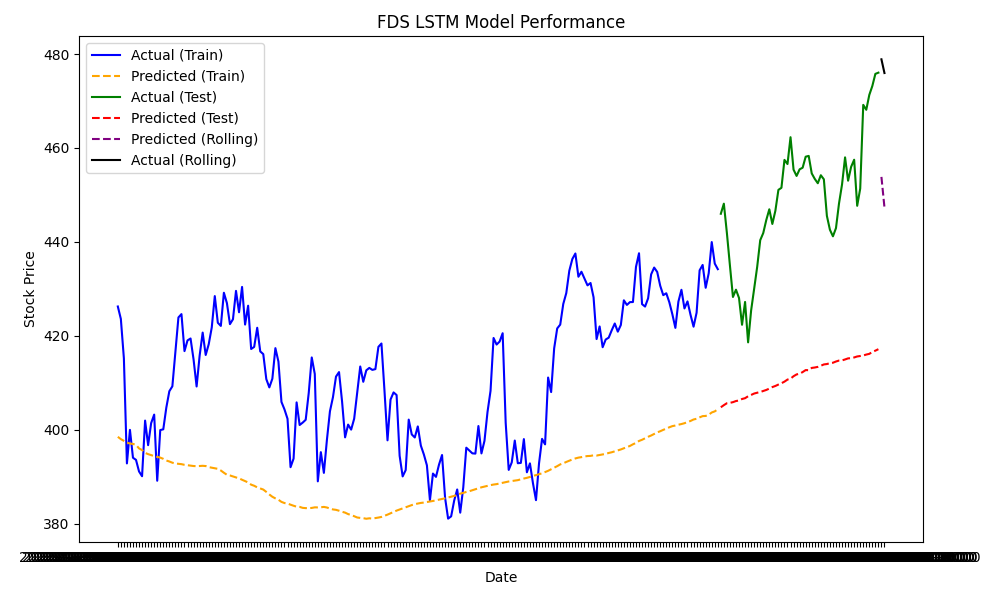 FDS LSTM Model Performance
Actual (Train)
Predicted (Train)
Actual (Test)
Predicted (Test)
Predicted (Rolling)
Actual (Rolling)
Stock Price
480
460
440
420
400
380
Date